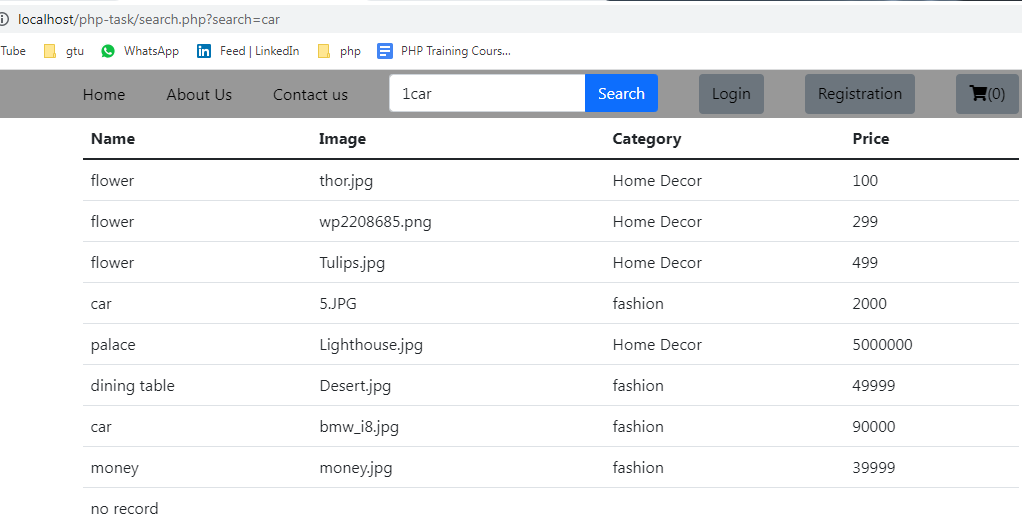 localhost/php-task/search.php?search=car
Tube gtu WhatsApp Feed | LinkedIn php PHP Training Cours...
Home About Us Contact us 1car Search Login Registration (0)
Name Image Category Price
flower thor.jpg Home Decor 100
flower wp2208685.png Home Decor 299
flower Tulips.jpg Home Decor 499
car 5.JPG fashion 2000
palace Lighthouse.jpg Home Decor 5000000
dining table Desert.jpg fashion 49999
car bmw_i8.jpg fashion 90000
money money.jpg fashion 39999
no record